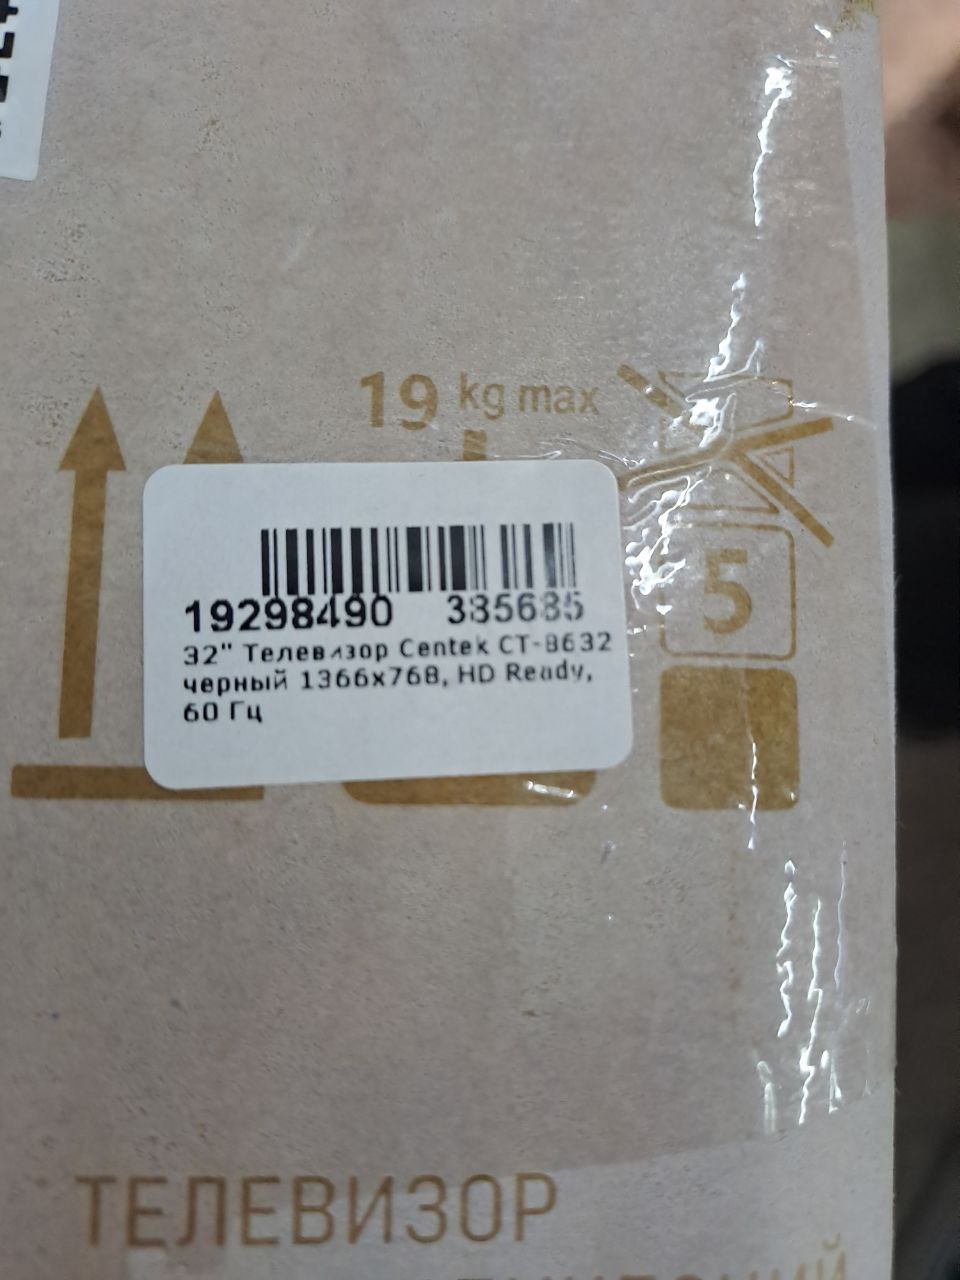 19 kg max
5
19298490 385685
32" Телевизор Centek CT-8632
черный 1366x768, HD Ready,
60 Гц
ТЕЛЕВИЗОР